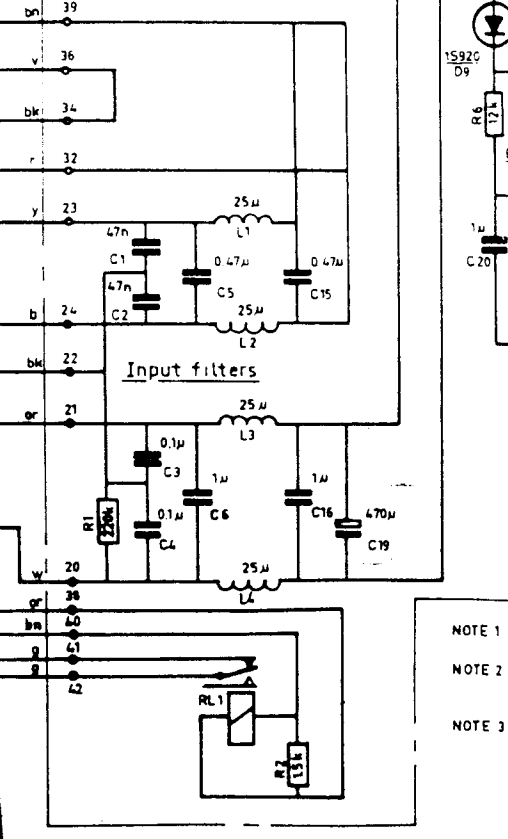 bn 39
v 36
bk 34
r 32
y 23
25μ
L1
47n
C1
47n
C2
0.47μ
C5
0.47μ
C15
b 24
25μ
L2
bk 22
Input filters
or 21
25μ
L3
0.1μ
C3
0.1μ
C4
1μ
C6
1μ
C16
470μ
C19
R1
220k
w 20
25μ
L4
gr 38
bn 40
g 41
g 42
RL1
R2
1.5k
1S920
D9
R6
12k
1μ
C20
NOTE 1
NOTE 2
NOTE 3